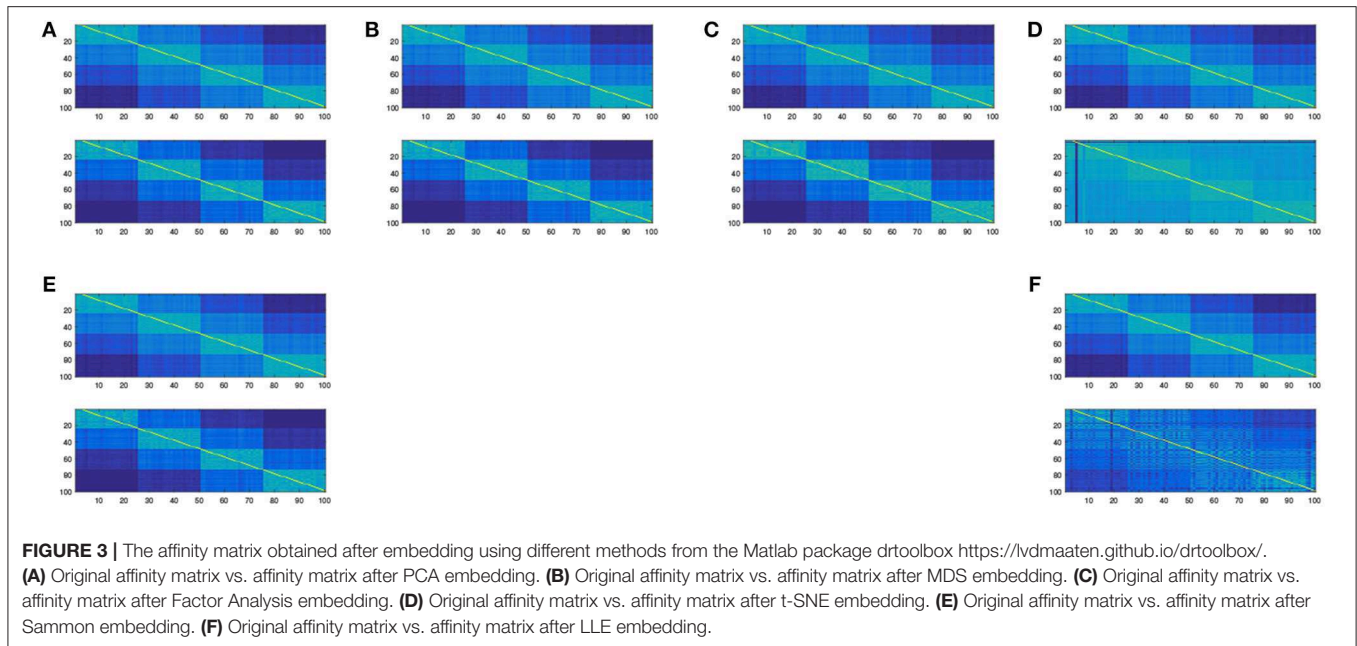 A
B
C
D
20
40
60
80
100
10 20 30 40 50 60 70 80 90 100
20
40
60
80
100
10 20 30 40 50 60 70 80 90 100
20
40
60
80
100
10 20 30 40 50 60 70 80 90 100
20
40
60
80
100
10 20 30 40 50 60 70 80 90 100
20
40
60
80
100
10 20 30 40 50 60 70 80 90 100
20
40
60
80
100
10 20 30 40 50 60 70 80 90 100
20
40
60
80
100
10 20 30 40 50 60 70 80 90 100
20
40
60
80
100
10 20 30 40 50 60 70 80 90 100
E
F
20
40
60
80
100
10 20 30 40 50 60 70 80 90 100
20
40
60
80
100
10 20 30 40 50 60 70 80 90 100
20
40
60
80
100
10 20 30 40 50 60 70 80 90 100
20
40
60
80
100
10 20 30 40 50 60 70 80 90 100
FIGURE 3 | The affinity matrix obtained after embedding using different methods from the Matlab package drtoolbox https://lvdmaaten.github.io/drtoolbox/.
(A) Original affinity matrix vs. affinity matrix after PCA embedding. (B) Original affinity matrix vs. affinity matrix after MDS embedding. (C) Original affinity matrix vs.
affinity matrix after Factor Analysis embedding. (D) Original affinity matrix vs. affinity matrix after t-SNE embedding. (E) Original affinity matrix vs. affinity matrix after
Sammon embedding. (F) Original affinity matrix vs. affinity matrix after LLE embedding.